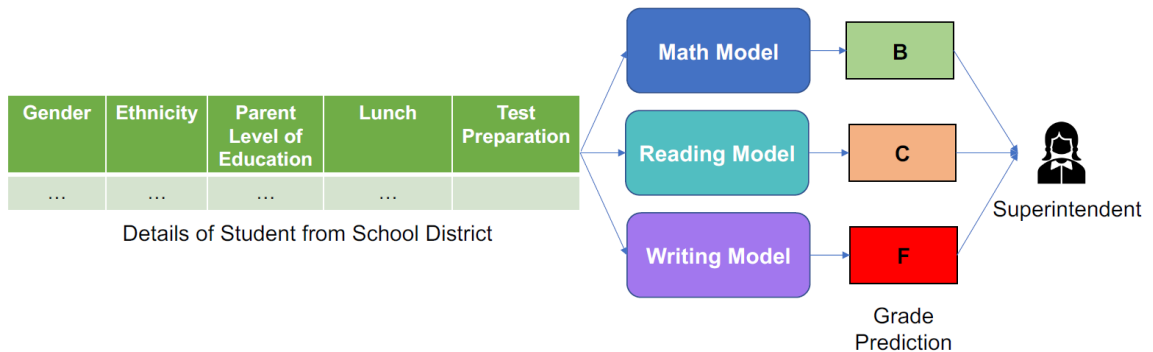 Gender
Ethnicity
Parent
Level of
Education
Lunch
Test
Preparation
...
...
...
...
Details of Student from School District
Math Model
Reading Model
Writing Model
B
C
F
Grade
Prediction
Superintendent